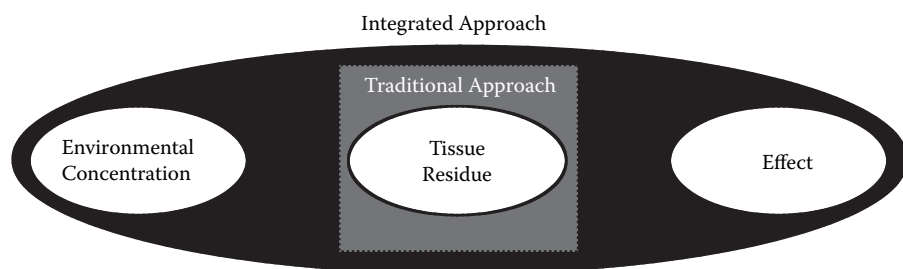 Integrated Approach
Traditional Approach
Environmental
Concentration
Tissue
Residue
Effect